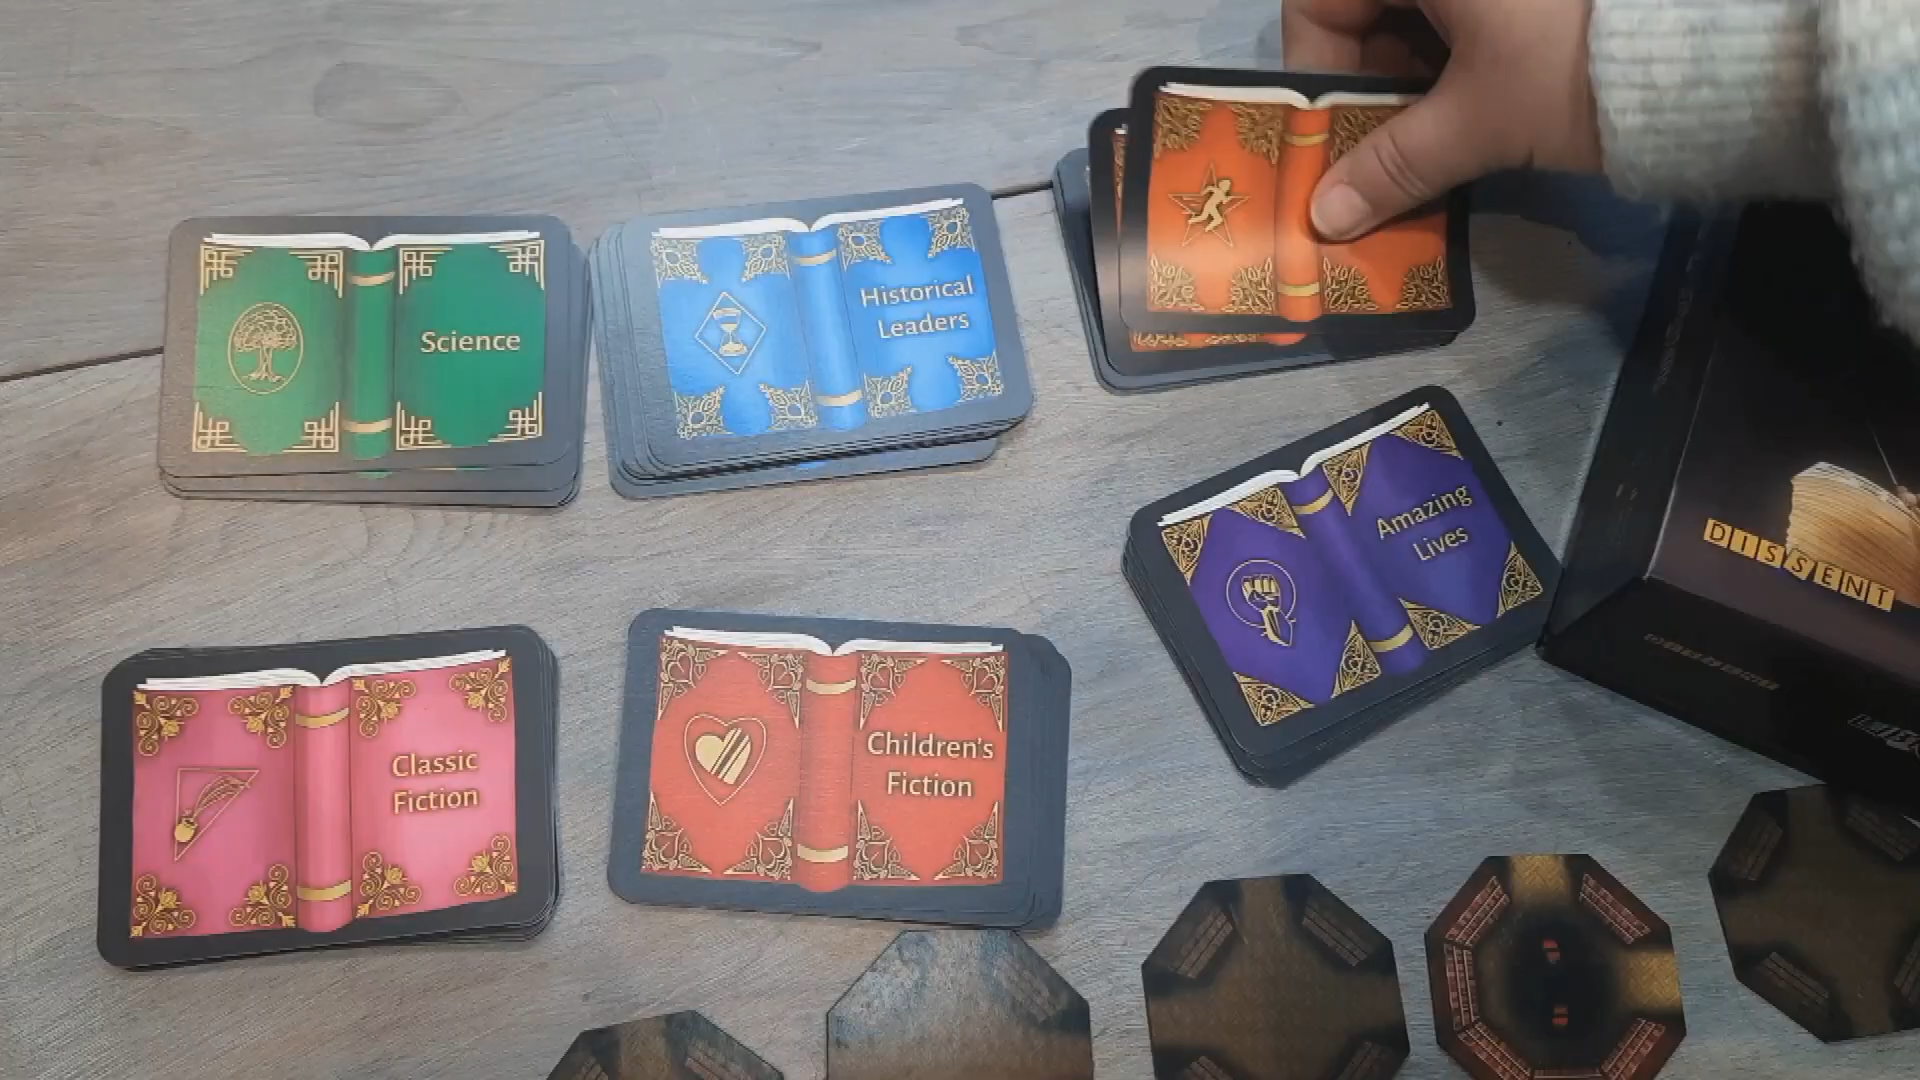 Science
Historical
Leaders
Amazing
Lives
DISSENT
Classic
Fiction
Children's
Fiction